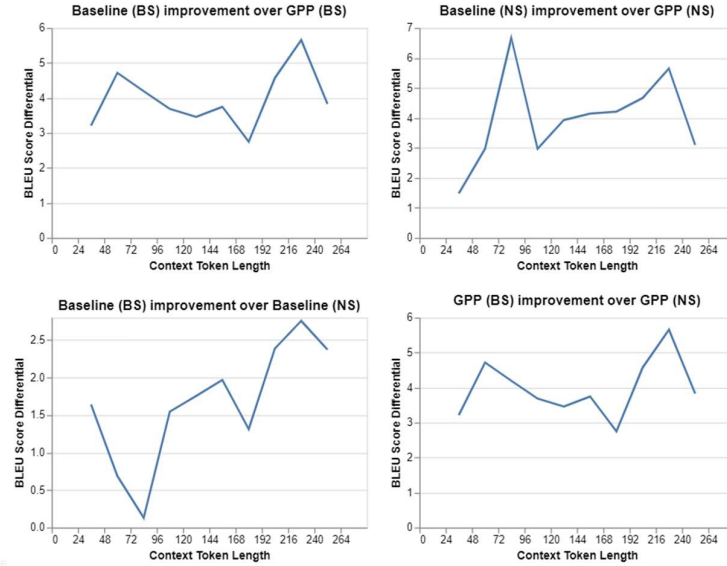 Baseline (BS) improvement over GPP (BS)
BLEU Score Differential
6
5
4
3
2
1
0
0 24 48 72 96 120 144 168 192 216 240 264
Context Token Length
Baseline (NS) improvement over GPP (NS)
BLEU Score Differential
7
6
5
4
3
2
1
0
0 24 48 72 96 120 144 168 192 216 240 264
Context Token Length
Baseline (BS) improvement over Baseline (NS)
BLEU Score Differential
2.5
2.0
1.5
1.0
0.5
0.0
0 24 48 72 96 120 144 168 192 216 240 264
Context Token Length
GPP (BS) improvement over GPP (NS)
BLEU Score Differential
6
5
4
3
2
1
0
0 24 48 72 96 120 144 168 192 216 240 264
Context Token Length